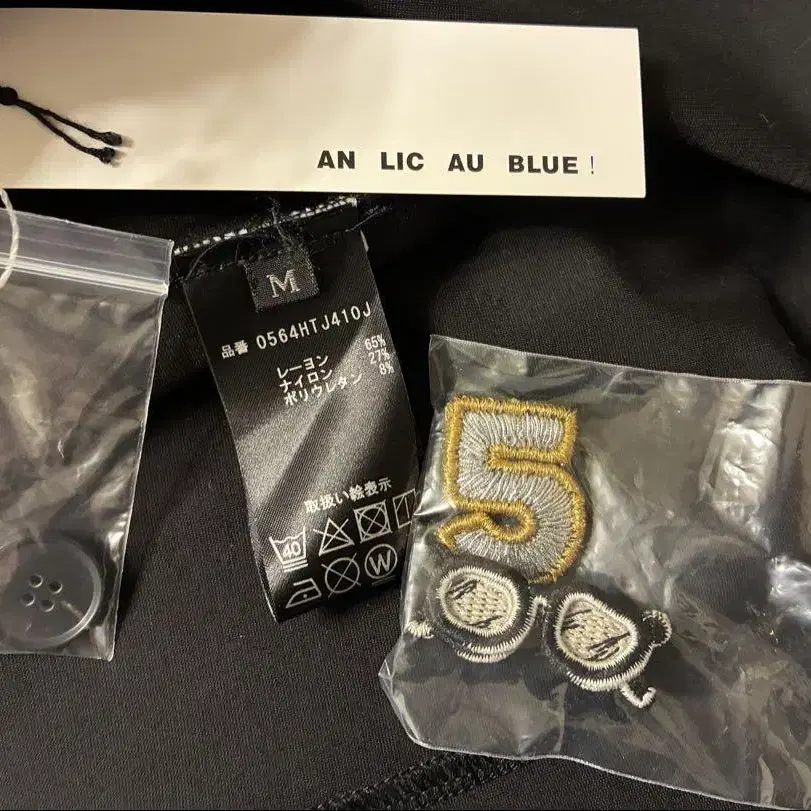 AN LIC AU BLUE!
M
品番 0564HTJ410J
レーヨン 65%
ナイロン 27%
ポリウレタン 8%
取扱い絵表示
40
W
5